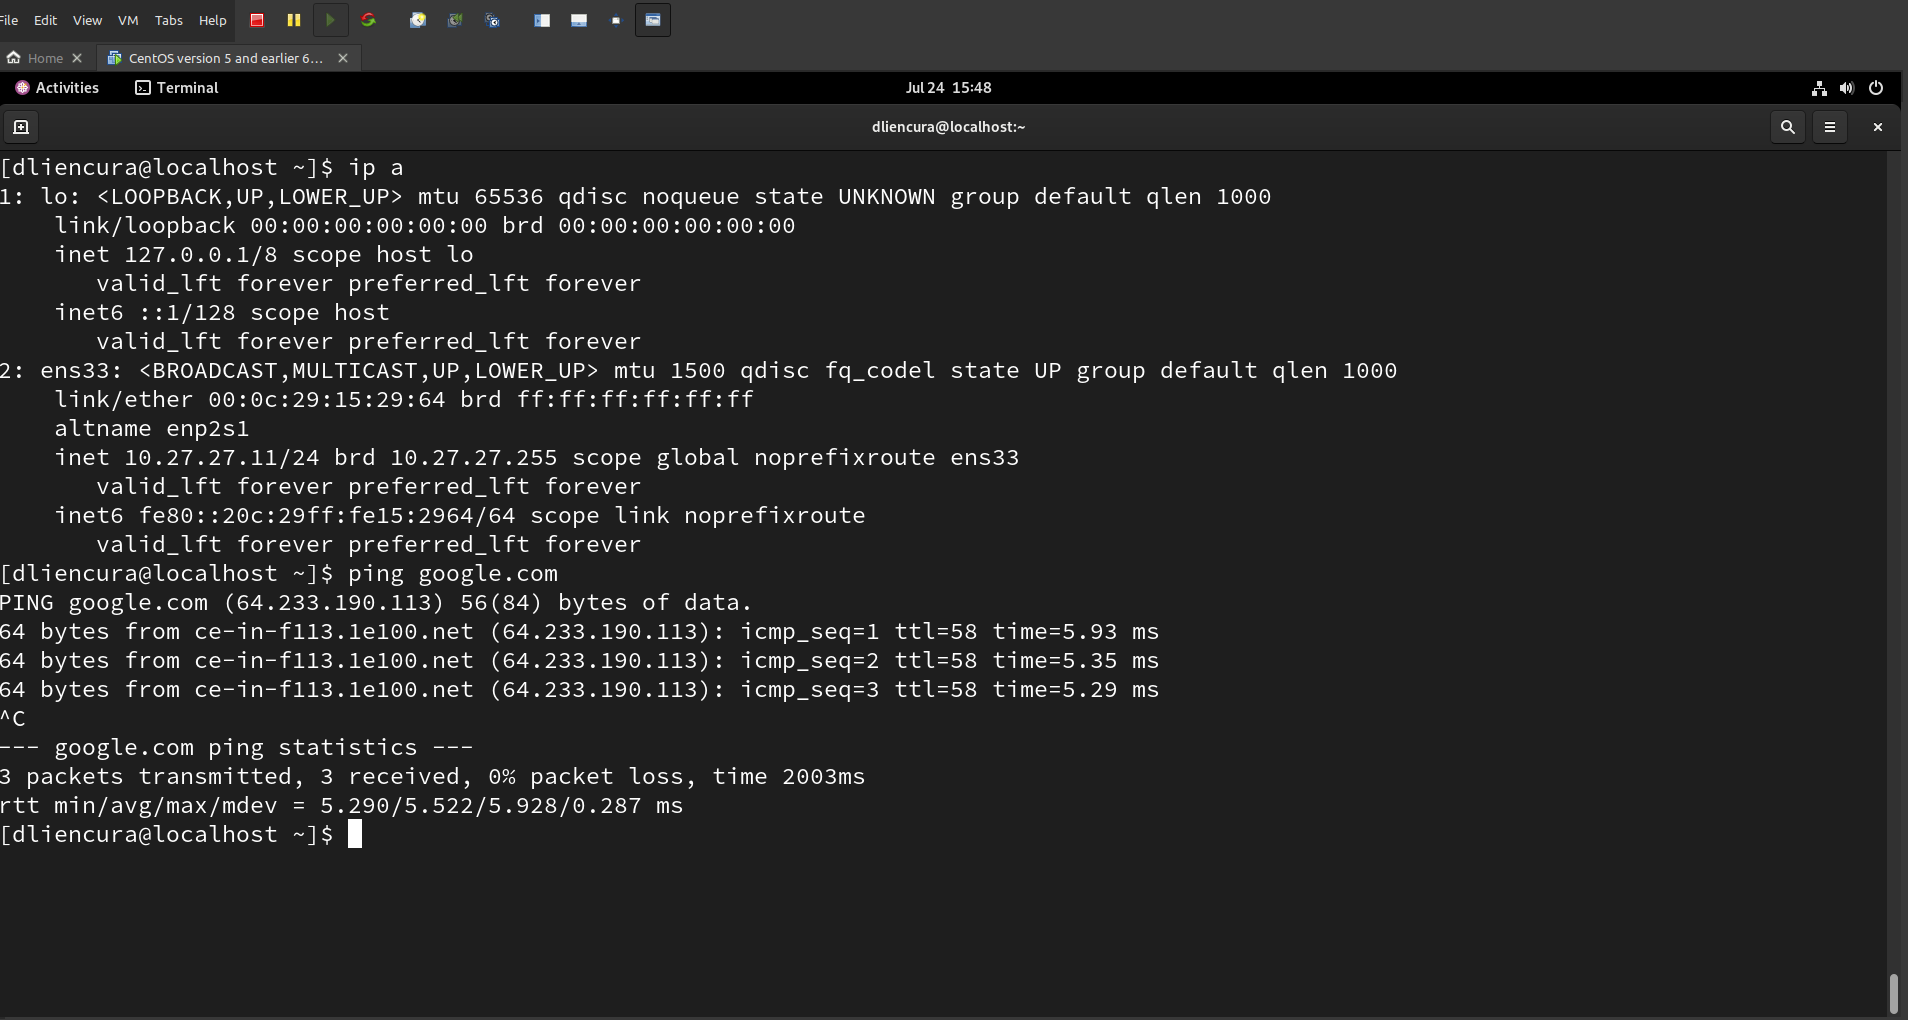 File Edit View VM Tabs Help
Home CentOS version 5 and earlier 6...
Activities Terminal Jul 24 15:48
dliencura@localhost:~
[dliencura@localhost ~]$ ip a
1: lo: <LOOPBACK,UP,LOWER_UP> mtu 65536 qdisc noqueue state UNKNOWN group default qlen 1000
    link/loopback 00:00:00:00:00:00 brd 00:00:00:00:00:00
    inet 127.0.0.1/8 scope host lo
       valid_lft forever preferred_lft forever
    inet6 ::1/128 scope host
       valid_lft forever preferred_lft forever
2: ens33: <BROADCAST,MULTICAST,UP,LOWER_UP> mtu 1500 qdisc fq_codel state UP group default qlen 1000
    link/ether 00:0c:29:15:29:64 brd ff:ff:ff:ff:ff:ff
    altname enp2s1
    inet 10.27.27.11/24 brd 10.27.27.255 scope global noprefixroute ens33
       valid_lft forever preferred_lft forever
    inet6 fe80::20c:29ff:fe15:2964/64 scope link noprefixroute
       valid_lft forever preferred_lft forever
[dliencura@localhost ~]$ ping google.com
PING google.com (64.233.190.113) 56(84) bytes of data.
64 bytes from ce-in-f113.1e100.net (64.233.190.113): icmp_seq=1 ttl=58 time=5.93 ms
64 bytes from ce-in-f113.1e100.net (64.233.190.113): icmp_seq=2 ttl=58 time=5.35 ms
64 bytes from ce-in-f113.1e100.net (64.233.190.113): icmp_seq=3 ttl=58 time=5.29 ms
^C
--- google.com ping statistics ---
3 packets transmitted, 3 received, 0% packet loss, time 2003ms
rtt min/avg/max/mdev = 5.290/5.522/5.928/0.287 ms
[dliencura@localhost ~]$